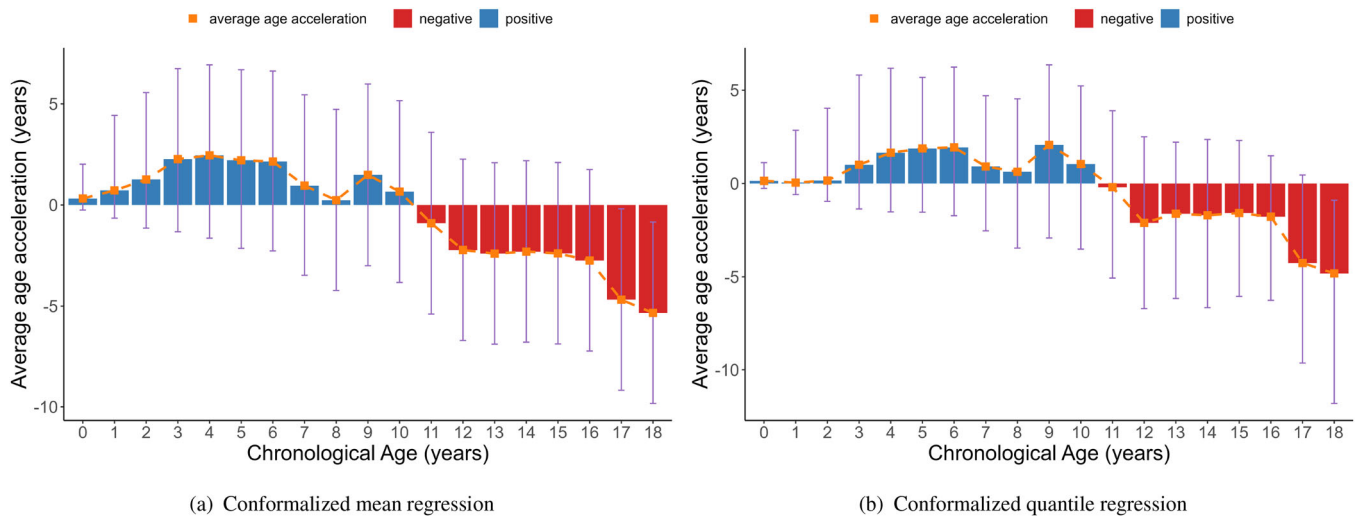 average age acceleration negative positive
Average age acceleration (years)
5
0
-5
-10
0 1 2 3 4 5 6 7 8 9 10 11 12 13 14 15 16 17 18
Chronological Age (years)
(a) Conformalized mean regression
average age acceleration negative positive
Average age acceleration (years)
5
0
-5
-10
0 1 2 3 4 5 6 7 8 9 10 11 12 13 14 15 16 17 18
Chronological Age (years)
(b) Conformalized quantile regression